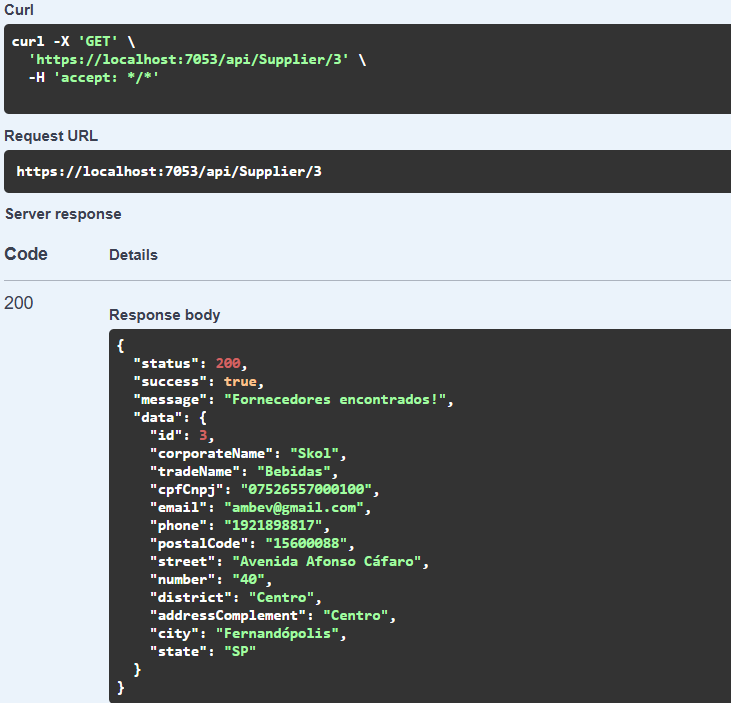 Curl
curl -X 'GET' \
  'https://localhost:7053/api/Supplier/3' \
  -H 'accept: */*'
Request URL
https://localhost:7053/api/Supplier/3
Server response
Code Details
200
Response body
{
  "status": 200,
  "success": true,
  "message": "Fornecedores encontrados!",
  "data": {
    "id": 3,
    "corporateName": "Skol",
    "tradeName": "Bebidas",
    "cpfCnpj": "07526557000100",
    "email": "ambev@gmail.com",
    "phone": "1921898817",
    "postalCode": "15600088",
    "street": "Avenida Afonso Cáfaro",
    "number": "40",
    "district": "Centro",
    "addressComplement": "Centro",
    "city": "Fernandópolis",
    "state": "SP"
  }
}